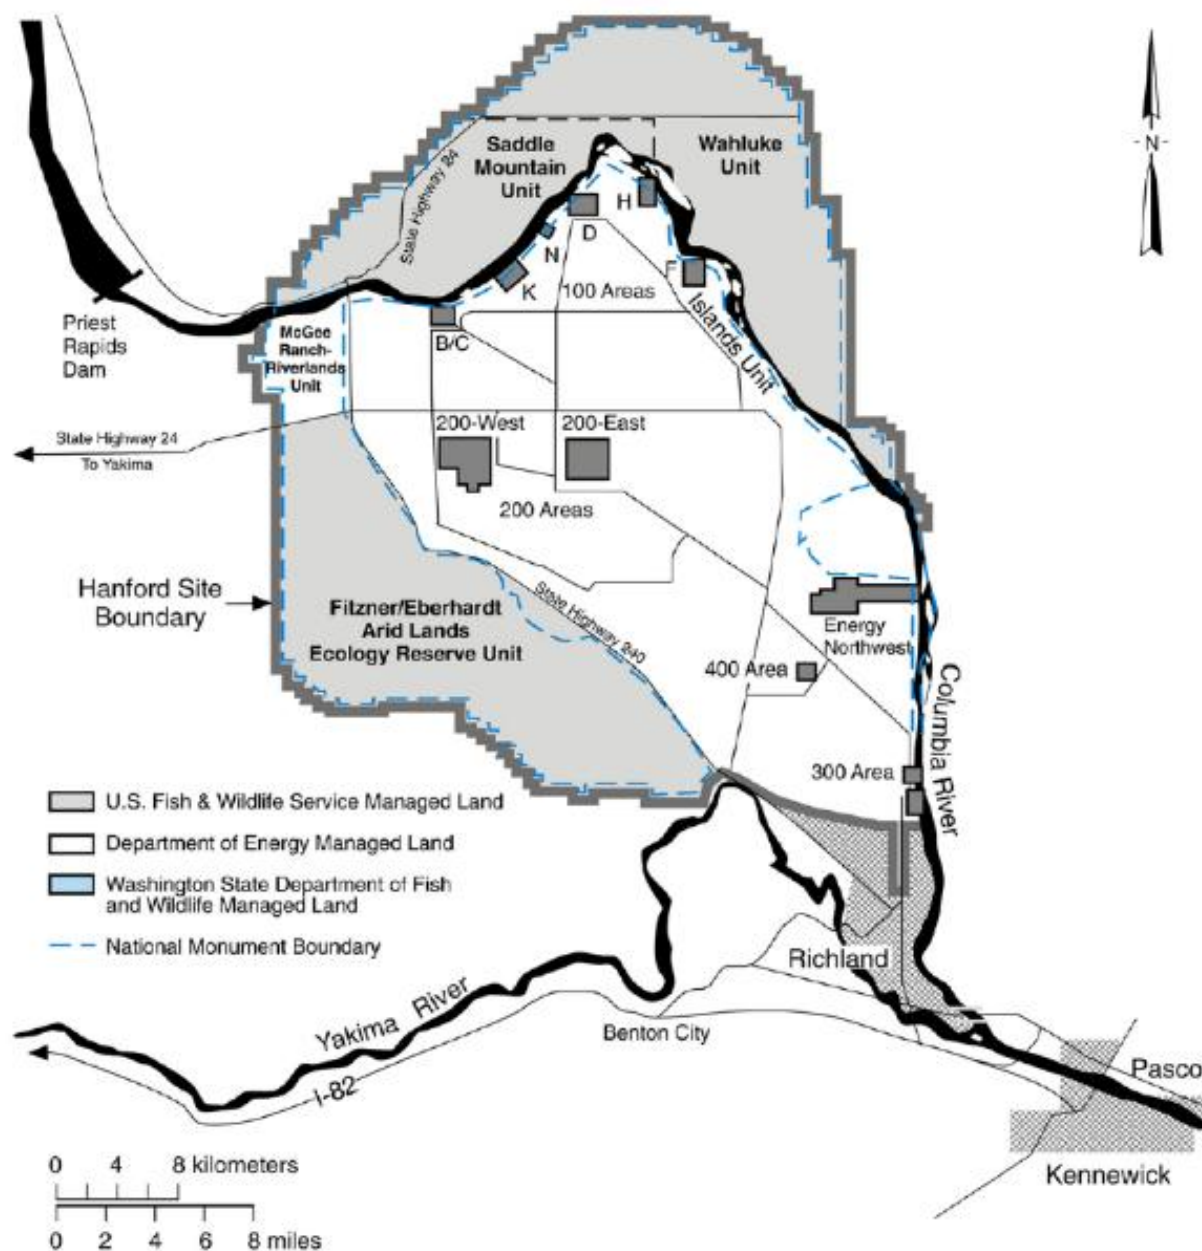 Saddle
Mountain
Unit
Wahluke
Unit
-N-
State Highway 24
H
D
N
K
F
100 Areas
Islands Unit
Priest
Rapids
Dam
McGee
Ranch-
Riverlands
Unit
B/C
State Highway 24
To Yakima
200-West
200-East
200 Areas
Hanford Site
Boundary
Fitzner/Eberhardt
Arid Lands
Ecology Reserve Unit
State Highway 240
Energy
Northwest
400 Area
Columbia River
300 Area
U.S. Fish & Wildlife Service Managed Land
Department of Energy Managed Land
Washington State Department of Fish
and Wildlife Managed Land
National Monument Boundary
Richland
Yakima River
Benton City
I-82
Pasco
Kennewick
0 4 8 kilometers
0 2 4 6 8 miles